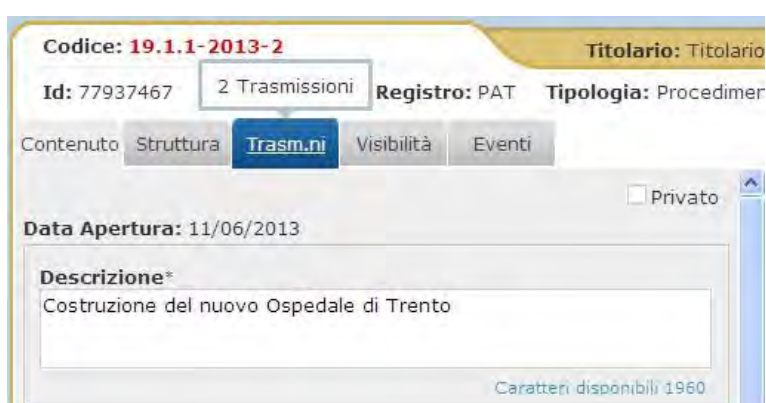 Codice: 19.1.1-2013-2 Titolario: Titolario
Id: 77937467 2 Trasmissioni Registro: PAT Tipologia: Procedimen
Contenuto Struttura Trasm.ni Visibilità Eventi
Privato
Data Apertura: 11/06/2013
Descrizione*
Costruzione del nuovo Ospedale di Trento
Caratteri disponibili 1960